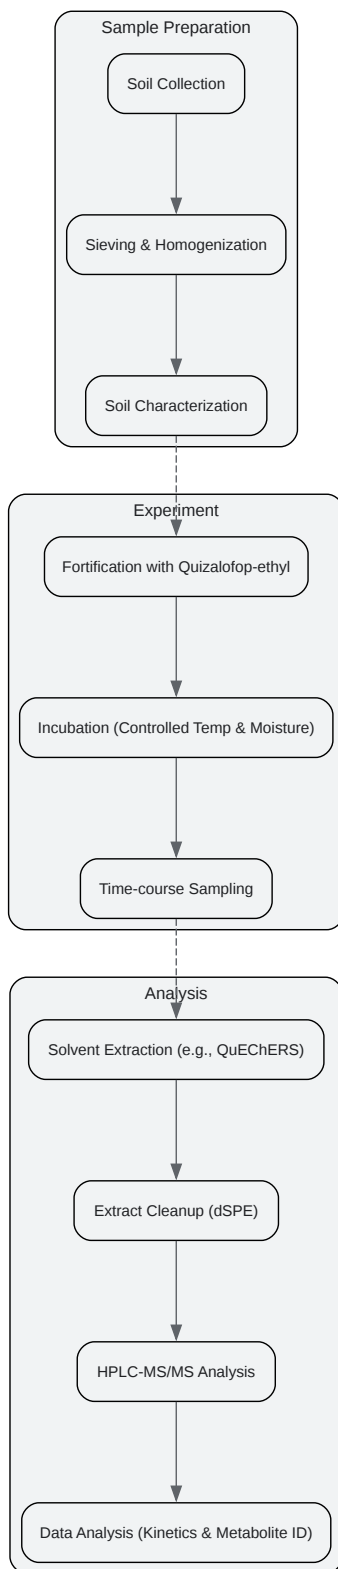 Sample Preparation
Soil Collection
Sieving & Homogenization
Soil Characterization
Experiment
Fortification with Quizalofop-ethyl
Incubation (Controlled Temp & Moisture)
Time-course Sampling
Analysis
Solvent Extraction (e.g., QuEChERS)
Extract Cleanup (dSPE)
HPLC-MS/MS Analysis
Data Analysis (Kinetics & Metabolite ID)